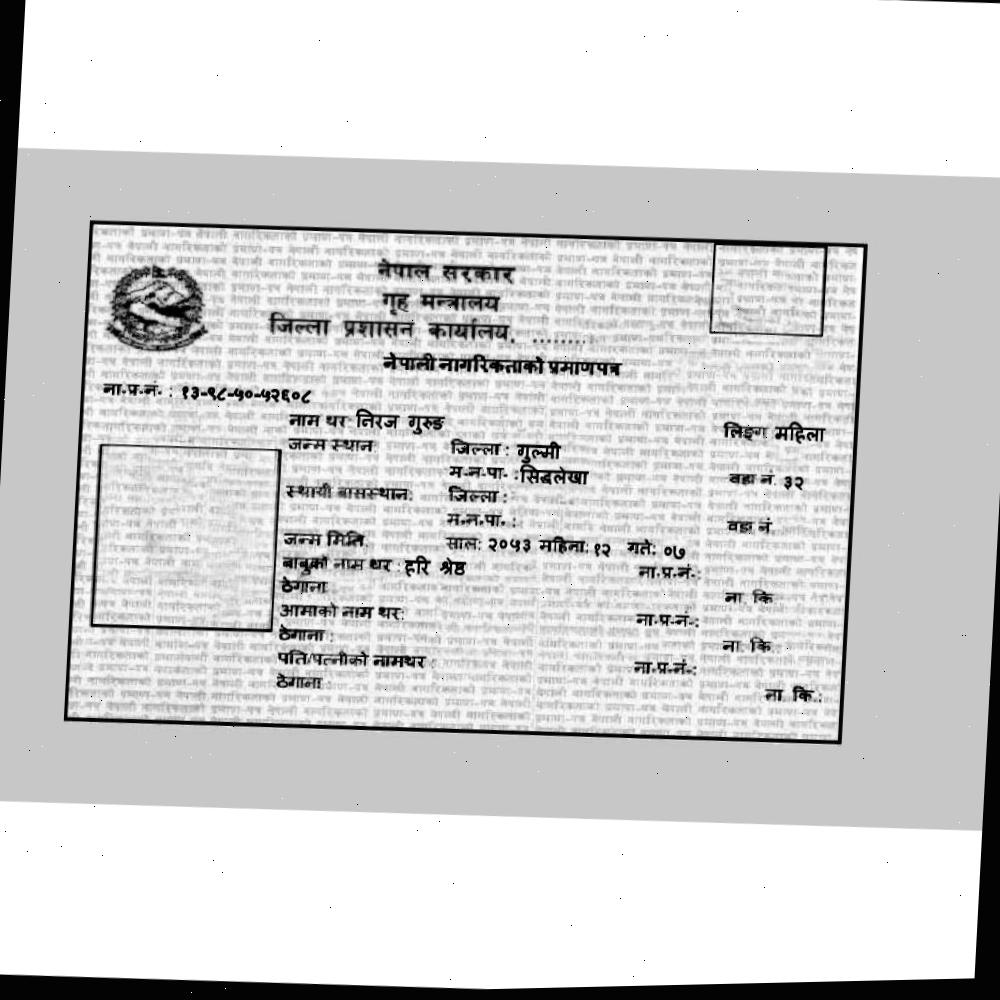 नेपाल सरकार
गृह मन्त्रालय
जिल्ला प्रशासन कार्यालय, ........
नेपाली नागरिकताको प्रमाणपत्र
ना.प्र.नं. : १३-९८-५०-५२६०८
नाम थर: निरज गुरुङ लिङ्ग: महिला
जन्म स्थान: जिल्ला : गुल्मी
म.न.पा. : सिद्धलेखा वडा नं. ३२
स्थायी बासस्थान: जिल्ला :
म.न.पा. : वडा नं.
जन्म मिति: साल: २०५३ महिना: १२ गते: ०७
बाबुको नाम थर : हरि श्रेष्ठ ना.प्र.नं.:
ठेगाना: ना. कि.:
आमाको नाम थर: ना.प्र.नं.:
ठेगाना : ना. कि.:
पति/पत्नीको नामथर : ना.प्र.नं.:
ठेगाना : ना. कि.: